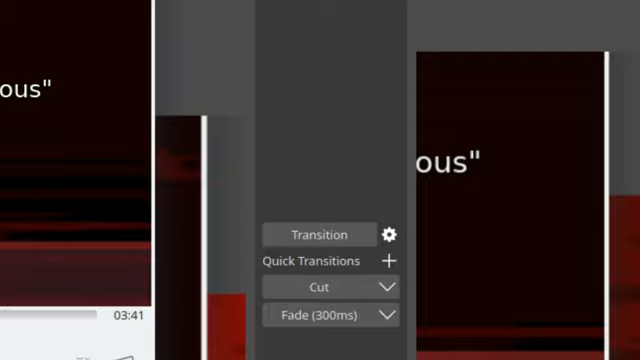 ous"
ous"
Transition
Quick Transitions
Cut
Fade (300ms)
03:41